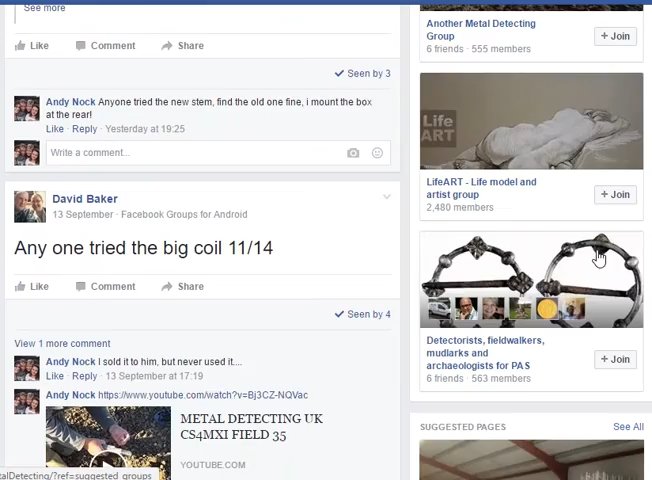 See more
Like Comment Share
Seen by 3
Andy Nock Anyone tried the new stem, find the old one fine, i mount the box
at the rear!
Like · Reply · Yesterday at 19:25
Write a comment...
David Baker
13 September · Facebook Groups for Android
Any one tried the big coil 11/14
Like Comment Share
Seen by 4
View 1 more comment
Andy Nock I sold it to him, but never used it....
Like · Reply · 13 September at 17:19
Andy Nock https://www.youtube.com/watch?v=Bj3CZ-NQVac
METAL DETECTING UK
CS4MXI FIELD 35
YOUTUBE.COM
talDetecting/?ref=suggested_groups
Another Metal Detecting
Group
6 friends · 555 members
+ Join
Life
ART
LifeART - Life model and
artist group
2,480 members
+ Join
Detectorists, fieldwalkers,
mudlarks and
archaeologists for PAS
6 friends · 563 members
+ Join
SUGGESTED PAGES
See All